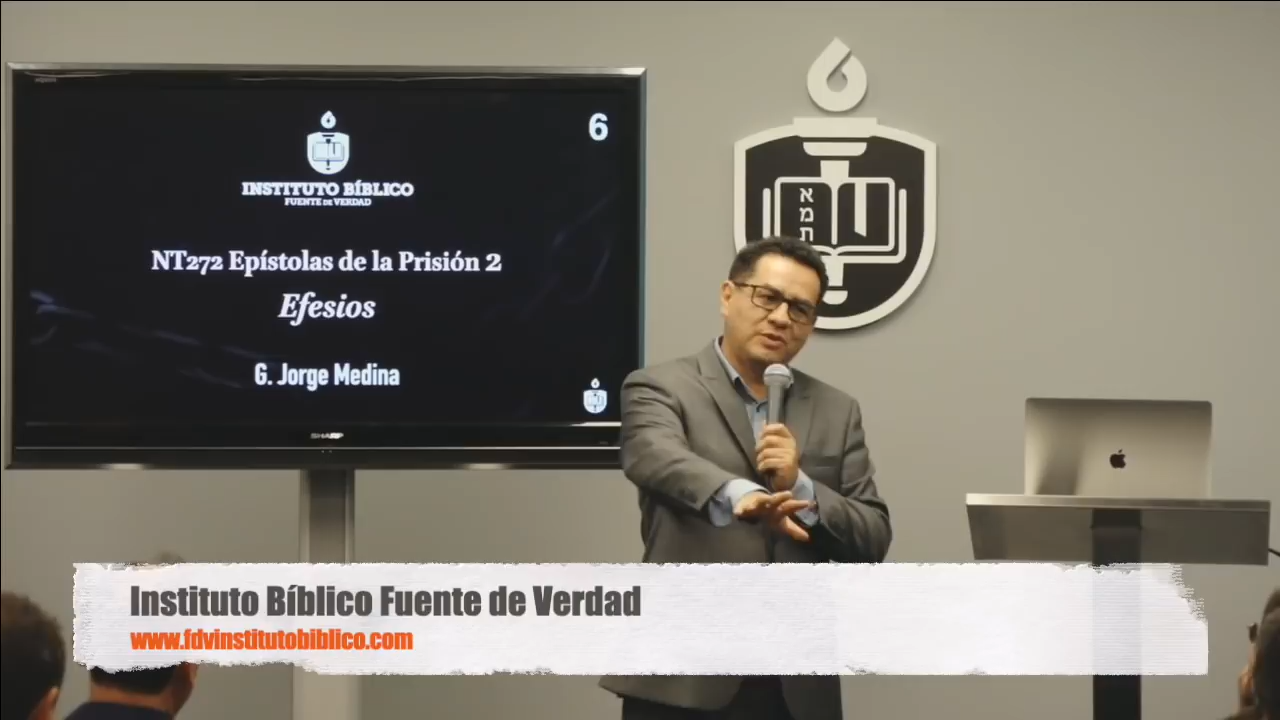 6
INSTITUTO BÍBLICO
FUENTE DE VERDAD
NT272 Epístolas de la Prisión 2
Efesios
G. Jorge Medina
SHARP
א
מ
ת
Instituto Bíblico Fuente de Verdad
www.fdvinstitutobiblico.com